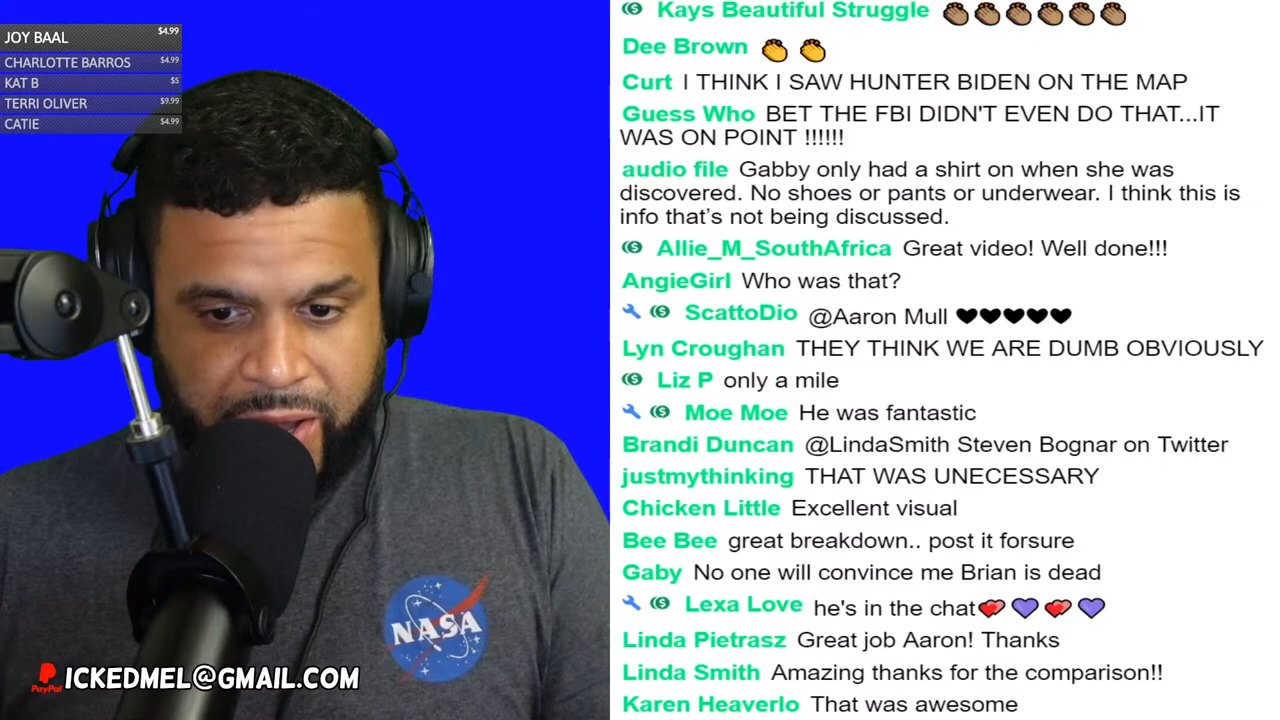 JOY BAAL $4.99
CHARLOTTE BARROS $4.99
KAT B $5
TERRI OLIVER $9.99
CATIE $4.99
NASA
PayPal ICKEDMEL@GMAIL.COM
Kays Beautiful Struggle
Dee Brown
Curt I THINK I SAW HUNTER BIDEN ON THE MAP
Guess Who BET THE FBI DIDN'T EVEN DO THAT...IT
WAS ON POINT !!!!!!
audio file Gabby only had a shirt on when she was
discovered. No shoes or pants or underwear. I think this is
info that's not being discussed.
Allie_M_SouthAfrica Great video! Well done!!!
AngieGirl Who was that?
ScattoDio @Aaron Mull 🖤🖤🖤🖤🖤
Lyn Croughan THEY THINK WE ARE DUMB OBVIOUSLY
Liz P only a mile
Moe Moe He was fantastic
Brandi Duncan @LindaSmith Steven Bognar on Twitter
justmythinking THAT WAS UNECESSARY
Chicken Little Excellent visual
Bee Bee great breakdown.. post it forsure
Gaby No one will convince me Brian is dead
Lexa Love he's in the chat💕💜💕💜
Linda Pietrasz Great job Aaron! Thanks
Linda Smith Amazing thanks for the comparison!!
Karen Heaverlo That was awesome